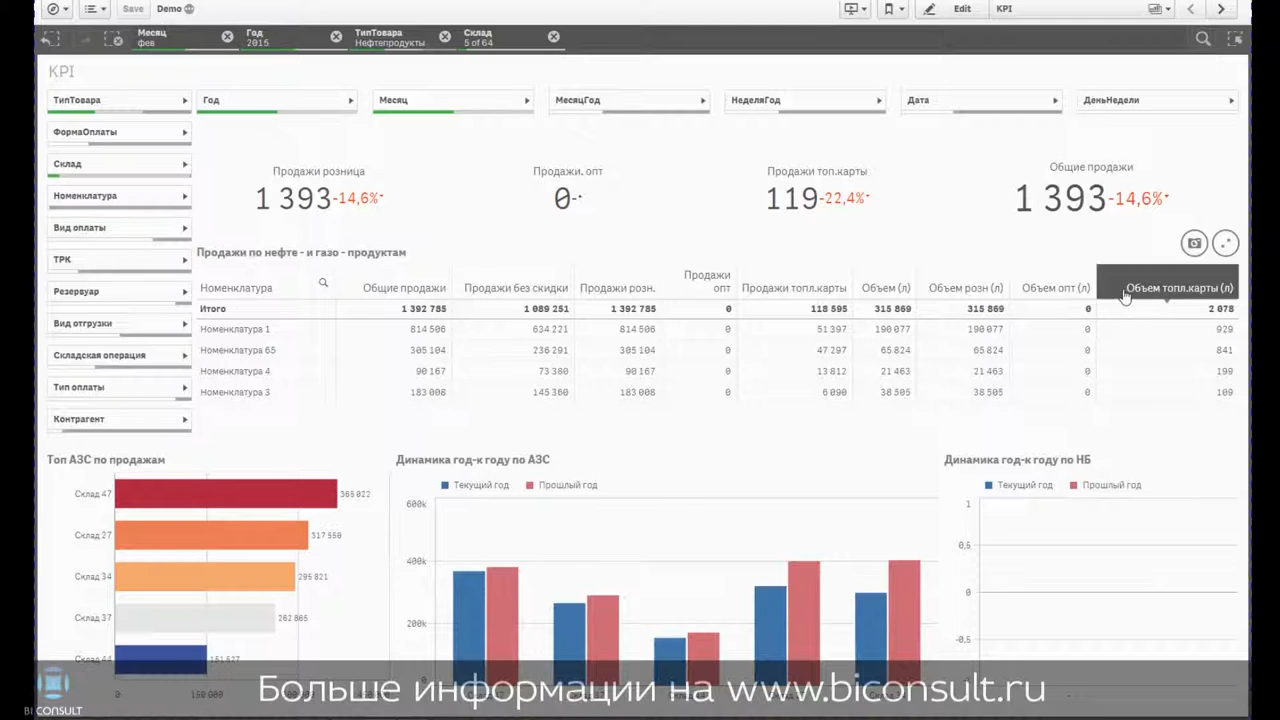 Save
Demo
Edit
KPI
Месяц
фев
Год
2015
ТипТовара
Нефтепродукты
Склад
5 of 64
KPI
ТипТовара
Год
Месяц
МесяцГод
НеделяГод
Дата
ДеньНедели
ФормаОплаты
Склад
Номенклатура
Вид оплаты
ТРК
Резервуар
Вид отгрузки
Складская операция
Тип оплаты
Контрагент
Продажи розница
1 393 -14,6%
Продажи. опт
0 -
Продажи топ.карты
119 -22,4%
Общие продажи
1 393 -14,6%
Продажи по нефте - и газо - продуктам
Номенклатура Общие продажи Продажи без скидки Продажи розн. Продажи опт Продажи топл.карты Объем (л) Объем розн (л) Объем опт (л) Объем топл.карты (л)
Итого 1 392 785 1 089 251 1 392 785 0 118 595 315 869 315 869 0 2 078
Номенклатура 1 814 506 634 221 814 506 0 51 397 190 077 190 077 0 929
Номенклатура 65 305 104 236 291 305 104 0 47 297 65 824 65 824 0 841
Номенклатура 4 90 167 73 380 90 167 0 13 812 21 463 21 463 0 199
Номенклатура 3 183 008 145 360 183 008 0 6 090 38 505 38 505 0 109
Топ АЗС по продажам
Склад 47 365 022
Склад 27 317 550
Склад 34 295 821
Склад 37 262 865
Склад 44 151 527
0 150 000
Динамика год-к году по АЗС
Текущий год Прошлый год
600k
400k
200k
Динамика год-к году по НБ
Текущий год Прошлый год
1
0,5
0
-0,5
Больше информации на www.biconsult.ru
BI CONSULT